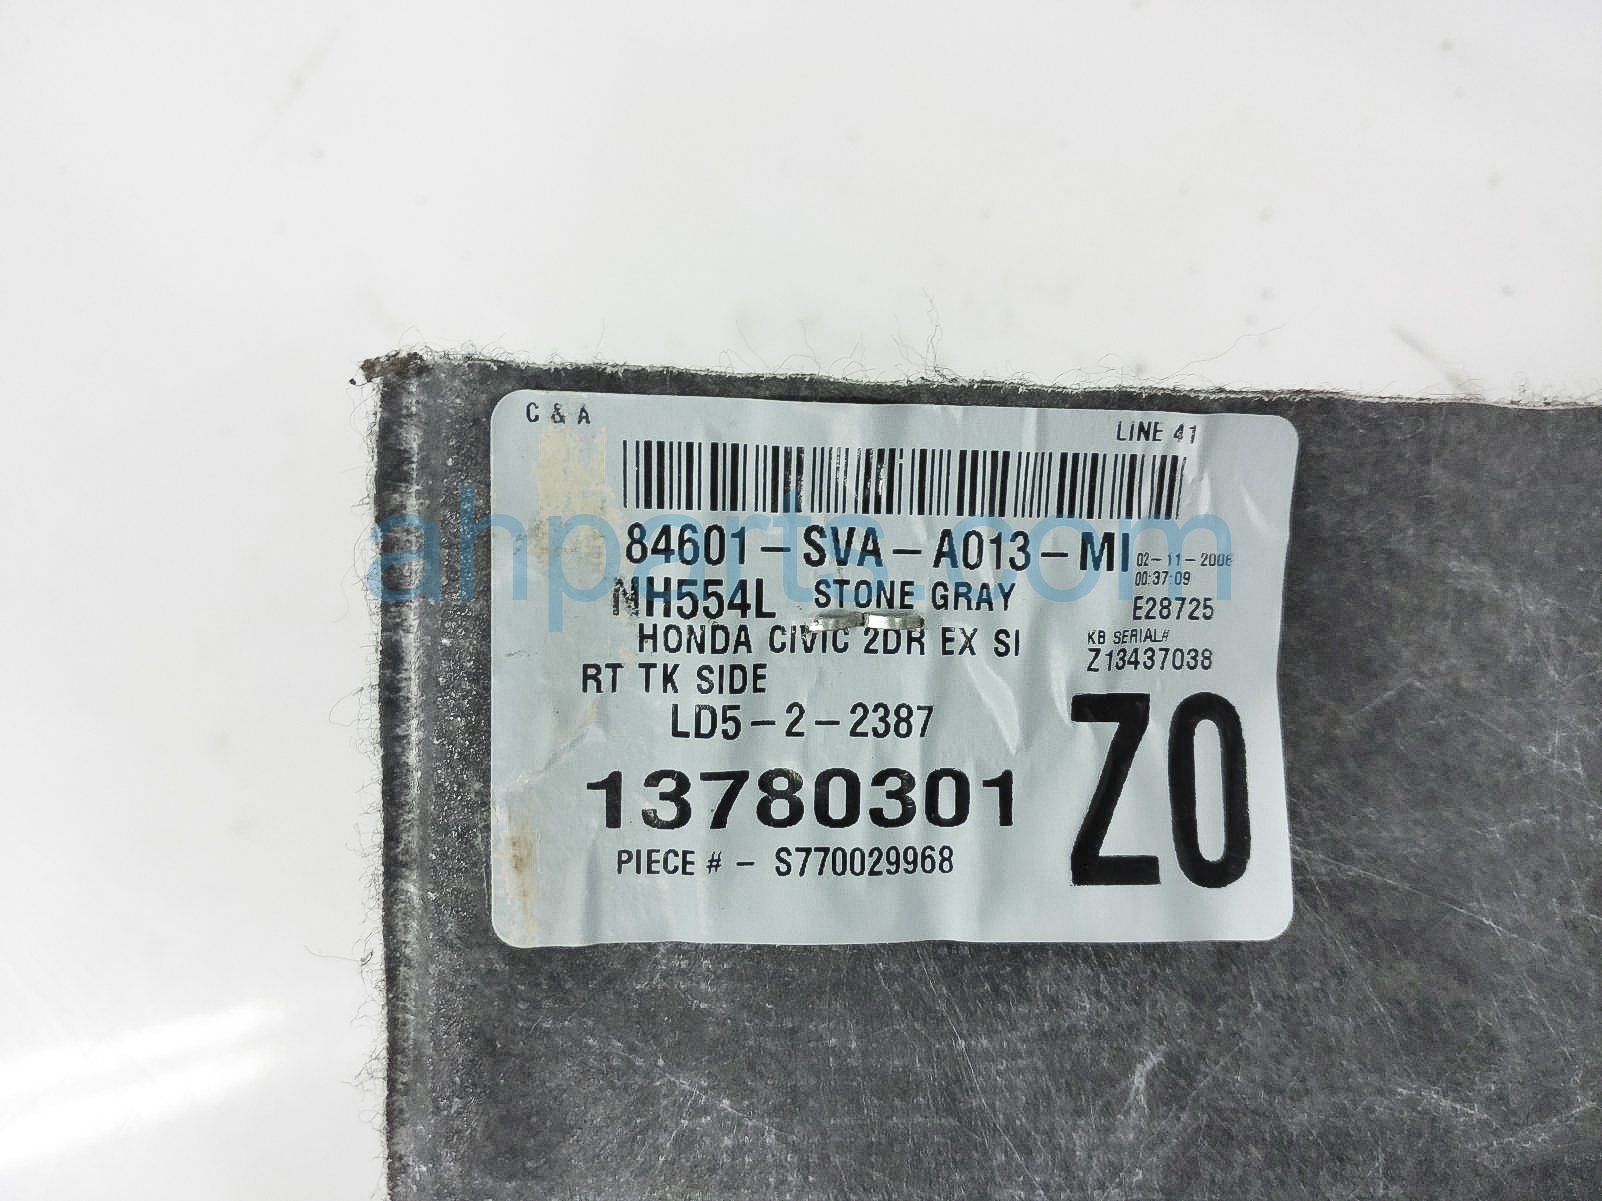 C & A
LINE 41
84601-SVA-A013-MI
02-11-2006
00:37:09
NH554L STONE GRAY
E28725
HONDA CIVIC 2DR EX SI
KB SERIAL#
Z13437038
RT TK SIDE
LD5-2-2387
Z0
13780301
PIECE # - S770029968
ahparts.com